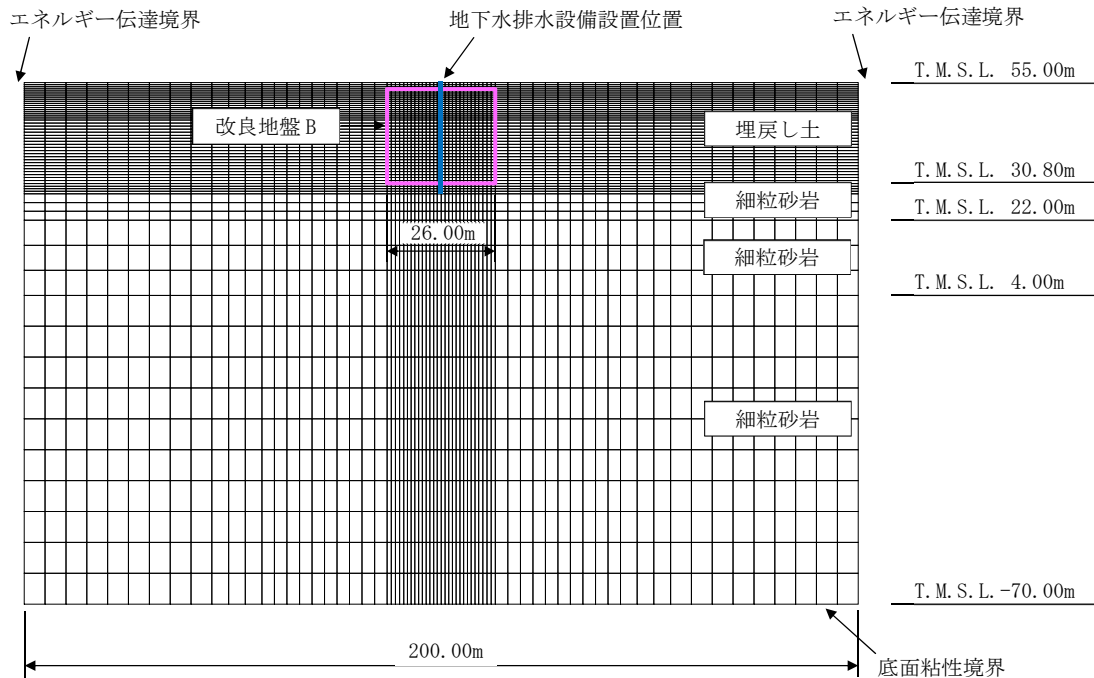 エネルギー伝達境界
地下水排水設備設置位置
エネルギー伝達境界
T.M.S.L. 55.00m
改良地盤B
埋戻し土
T.M.S.L. 30.80m
細粒砂岩
T.M.S.L. 22.00m
26.00m
細粒砂岩
T.M.S.L. 4.00m
細粒砂岩
T.M.S.L.-70.00m
200.00m
底面粘性境界